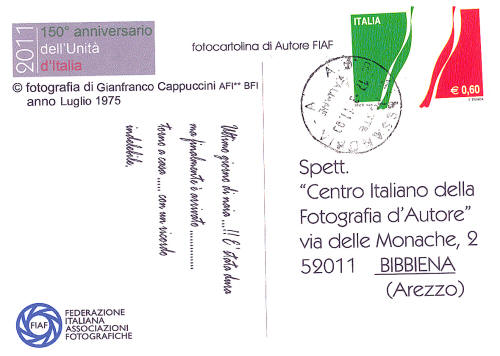 2011
150° anniversario
dell'Unità
d'Italia
fotocartolina di Autore FIAF
© fotografia di Gianfranco Cappuccini AFI** BFI
anno Luglio 1975
ITALIA
€ 0,60
Ultimo giorno di naia ...!! E' stata dura
ma finalmente è arrivato ..............
torno a casa ..... con un ricordo
indelebile.
Spett.
"Centro Italiano della
Fotografia d'Autore"
via delle Monache, 2
52011 BIBBIENA
(Arezzo)
FIAF
FEDERAZIONE
ITALIANA
ASSOCIAZIONI
FOTOGRAFICHE